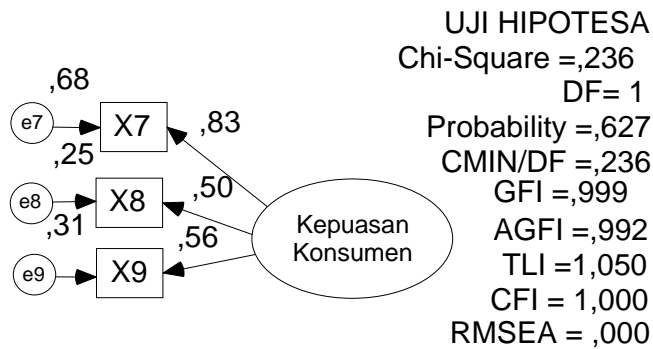 UJI HIPOTESA
Chi-Square =,236
DF= 1
Probability =,627
CMIN/DF =,236
GFI =,999
AGFI =,992
TLI =1,050
CFI = 1,000
RMSEA = ,000
,68
e7
X7
,83
,25
e8
X8
,50
,31
e9
X9
,56
Kepuasan
Konsumen